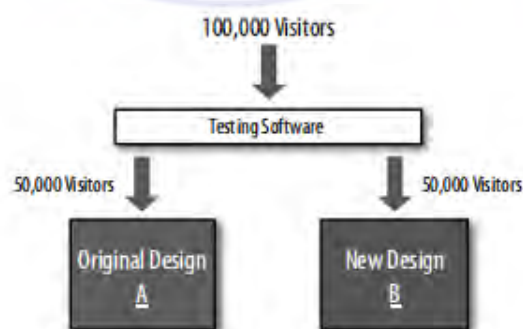 100,000 Visitors
Testing Software
50,000 Visitors
50,000 Visitors
Original Design
A
New Design
B